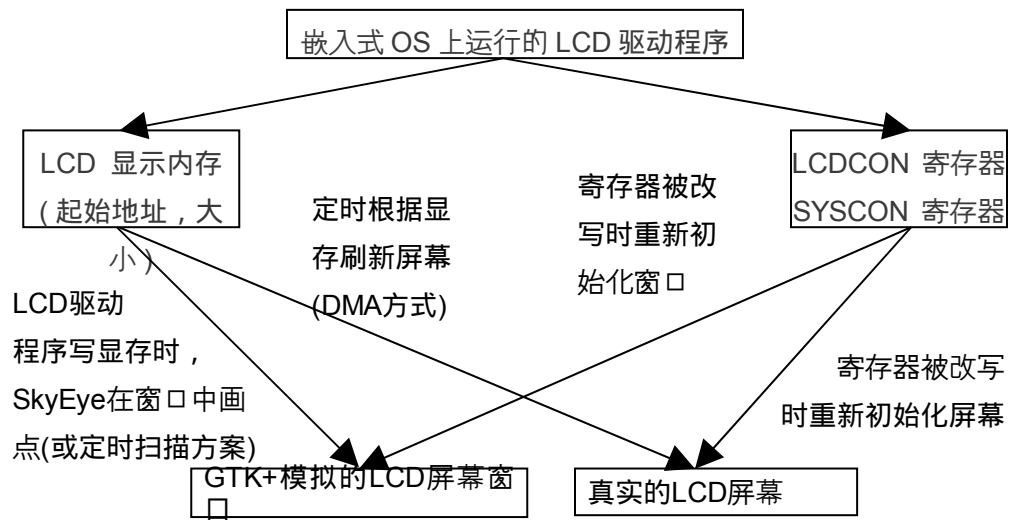 嵌入式 OS 上运行的 LCD 驱动程序
LCD 显示内存
(起始地址，大
小)
LCDCON 寄存器
SYSCON 寄存器
定时根据显
存刷新屏幕
(DMA方式)
寄存器被改
写时重新初
始化窗口
LCD驱动
程序写显存时，
SkyEye在窗口中画
点(或定时扫描方案)
寄存器被改写
时重新初始化屏幕
GTK+模拟的LCD屏幕窗
口
真实的LCD屏幕